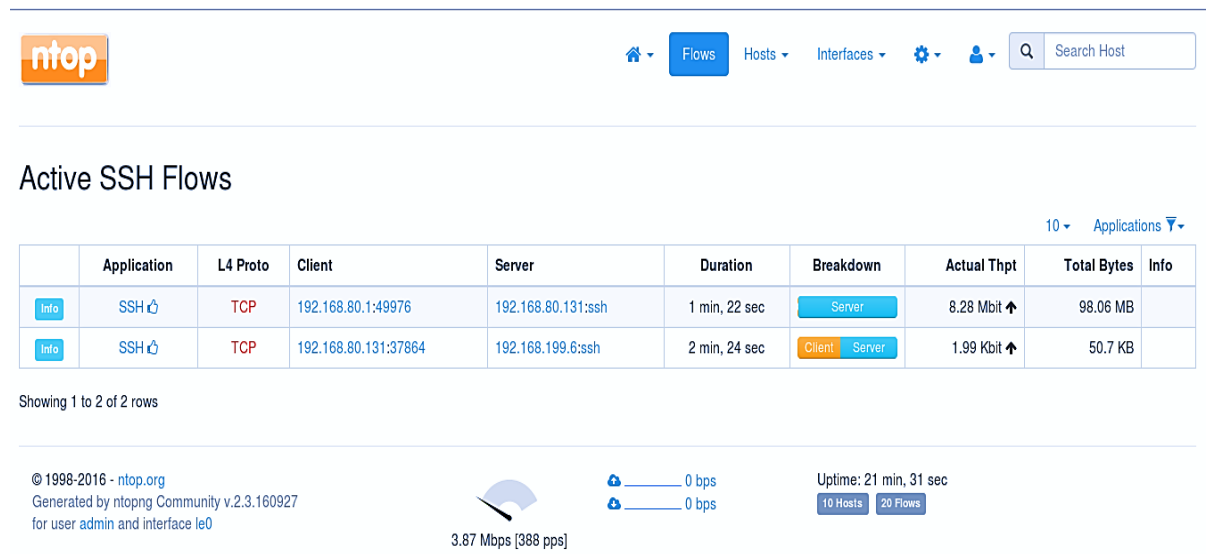 ntop
Flows Hosts Interfaces Search Host
Active SSH Flows
10 Applications
Application L4 Proto Client Server Duration Breakdown Actual Thpt Total Bytes Info
Info SSH TCP 192.168.80.1:49976 192.168.80.131:ssh 1 min, 22 sec Server 8.28 Mbit 98.06 MB
Info SSH TCP 192.168.80.131:37864 192.168.199.6:ssh 2 min, 24 sec Client Server 1.99 Kbit 50.7 KB
Showing 1 to 2 of 2 rows
© 1998-2016 - ntop.org
Generated by ntopng Community v.2.3.160927
for user admin and interface le0
3.87 Mbps [388 pps]
0 bps
0 bps
Uptime: 21 min, 31 sec
10 Hosts 20 Flows